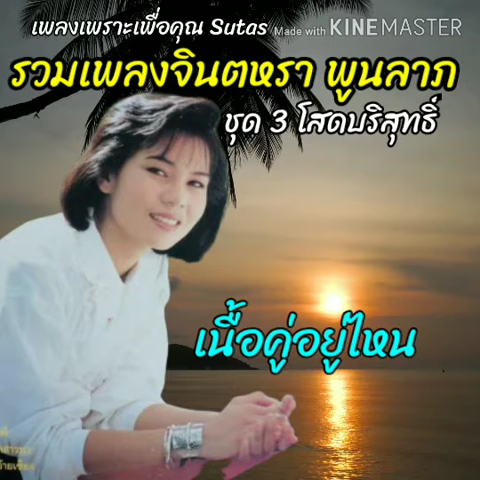 เพลงเพราะเพื่อคุณ Sutas Made with KINEMASTER
รวมเพลงจินตหรา พูนลาภ
ชุด 3 โสดบริสุทธิ์
เนื้อคู่อยู่ไหน